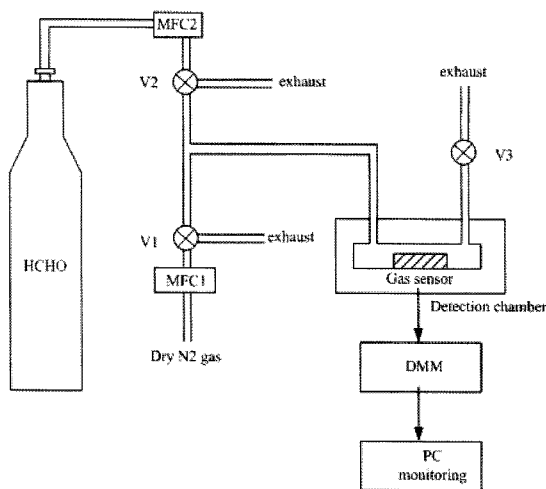 MFC2
V2
exhaust
exhaust
V3
V1
exhaust
HCHO
MFC1
Gas sensor
Detection chamber
Dry N2 gas
DMM
PC
monitoring